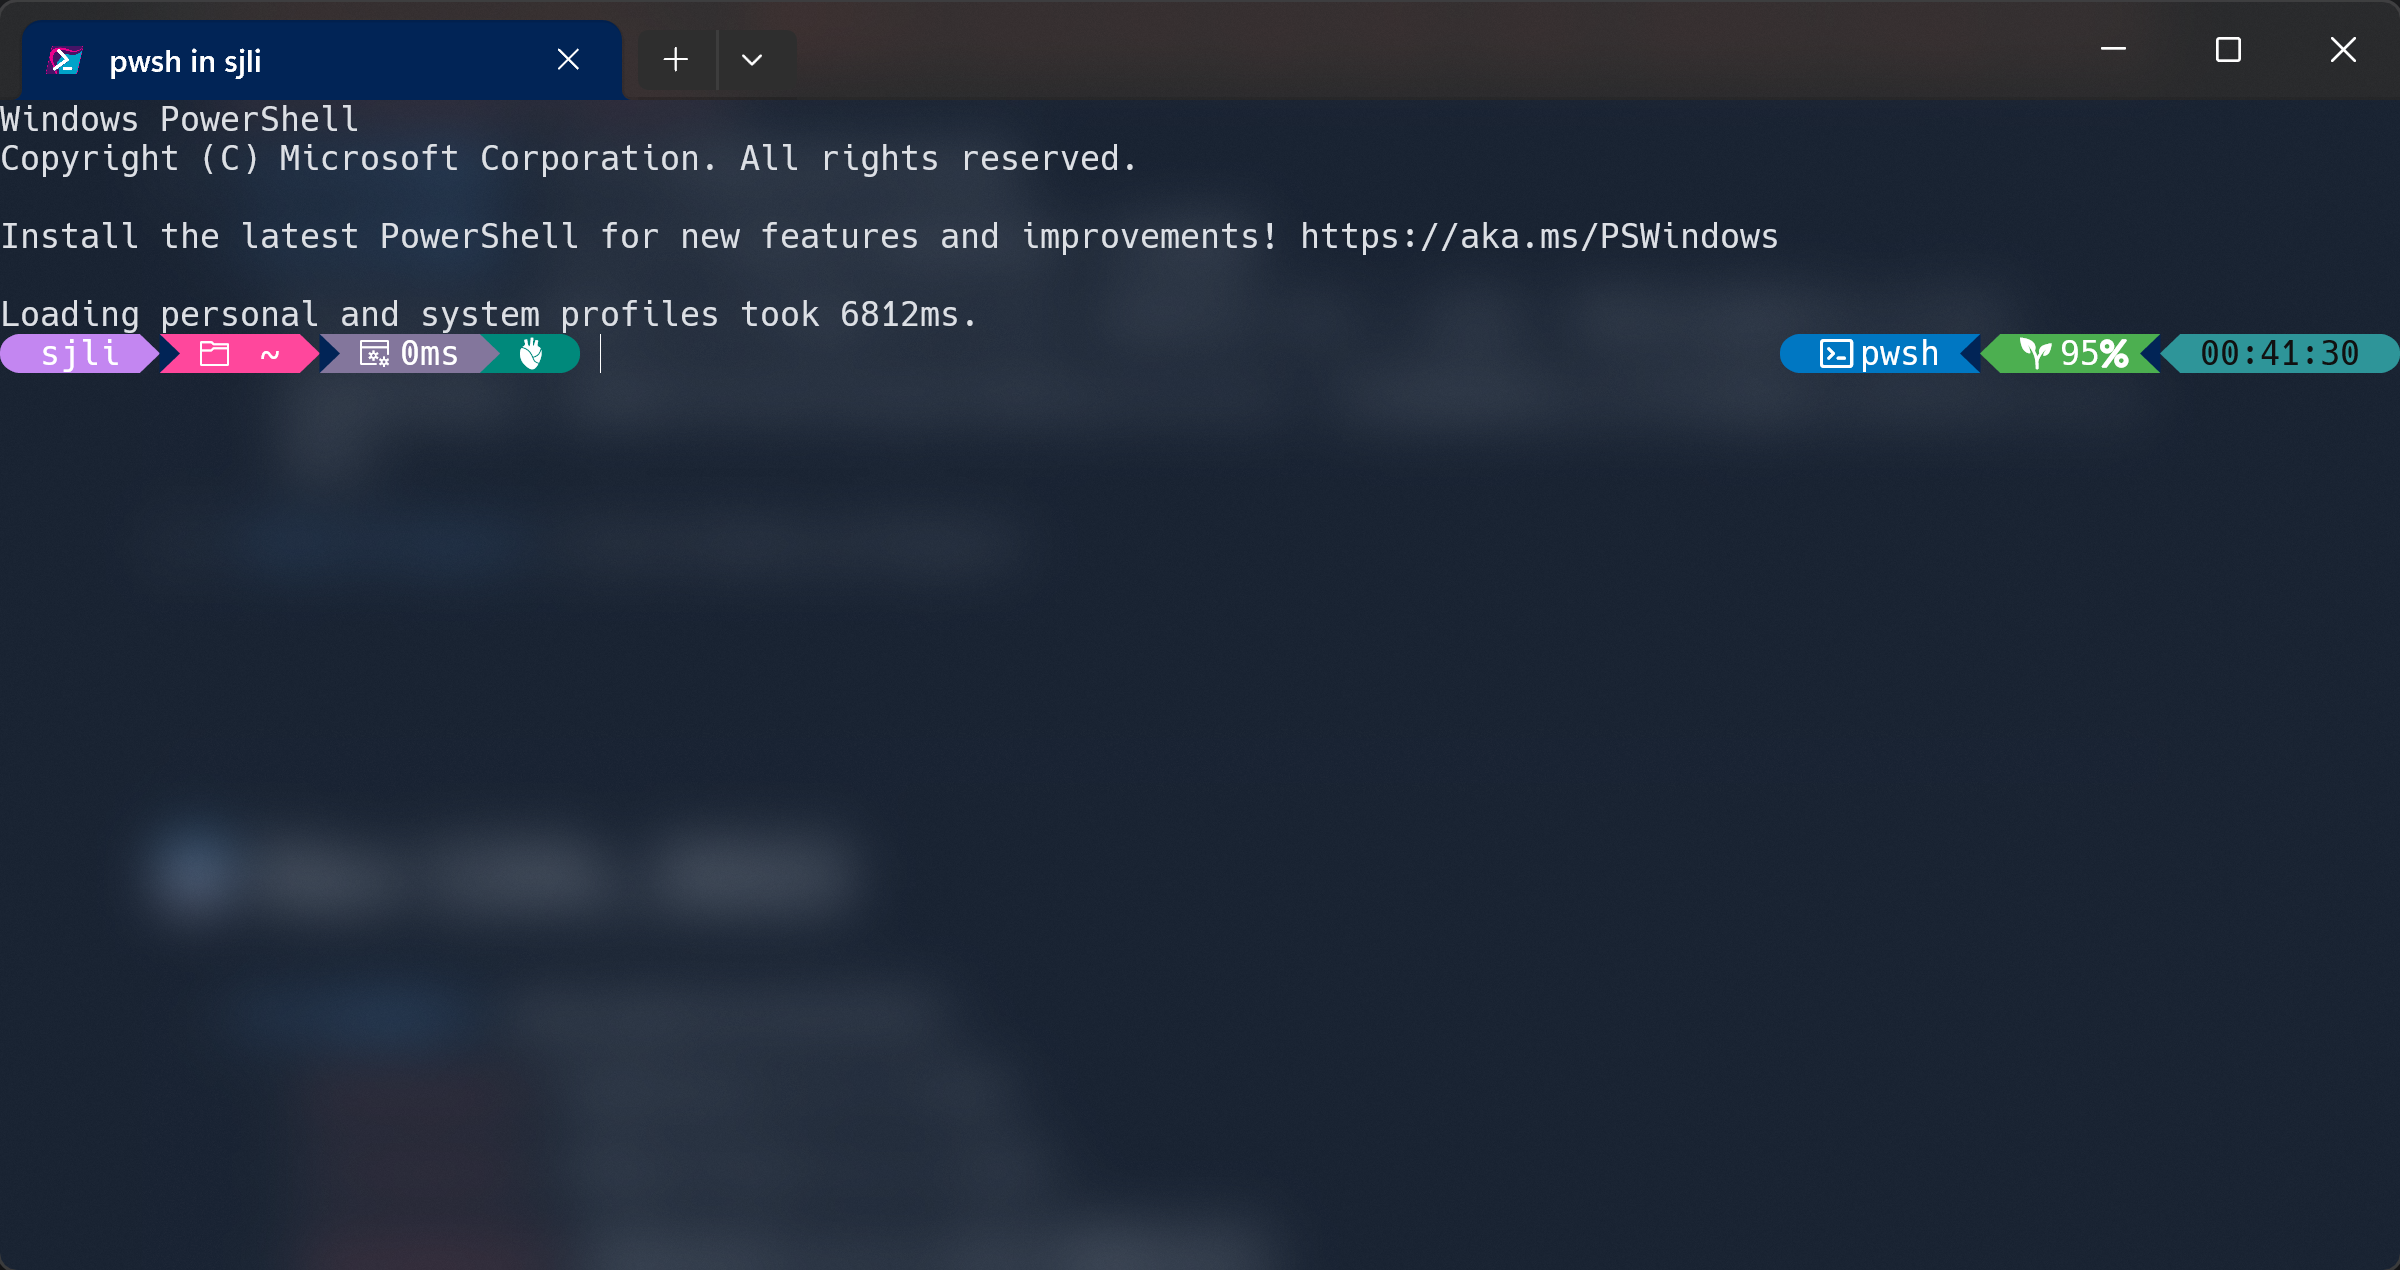 pwsh in sjli
Windows PowerShell
Copyright (C) Microsoft Corporation. All rights reserved.
Install the latest PowerShell for new features and improvements! https://aka.ms/PSWindows
Loading personal and system profiles took 6812ms.
sjli ~ 0ms pwsh 95% 00:41:30